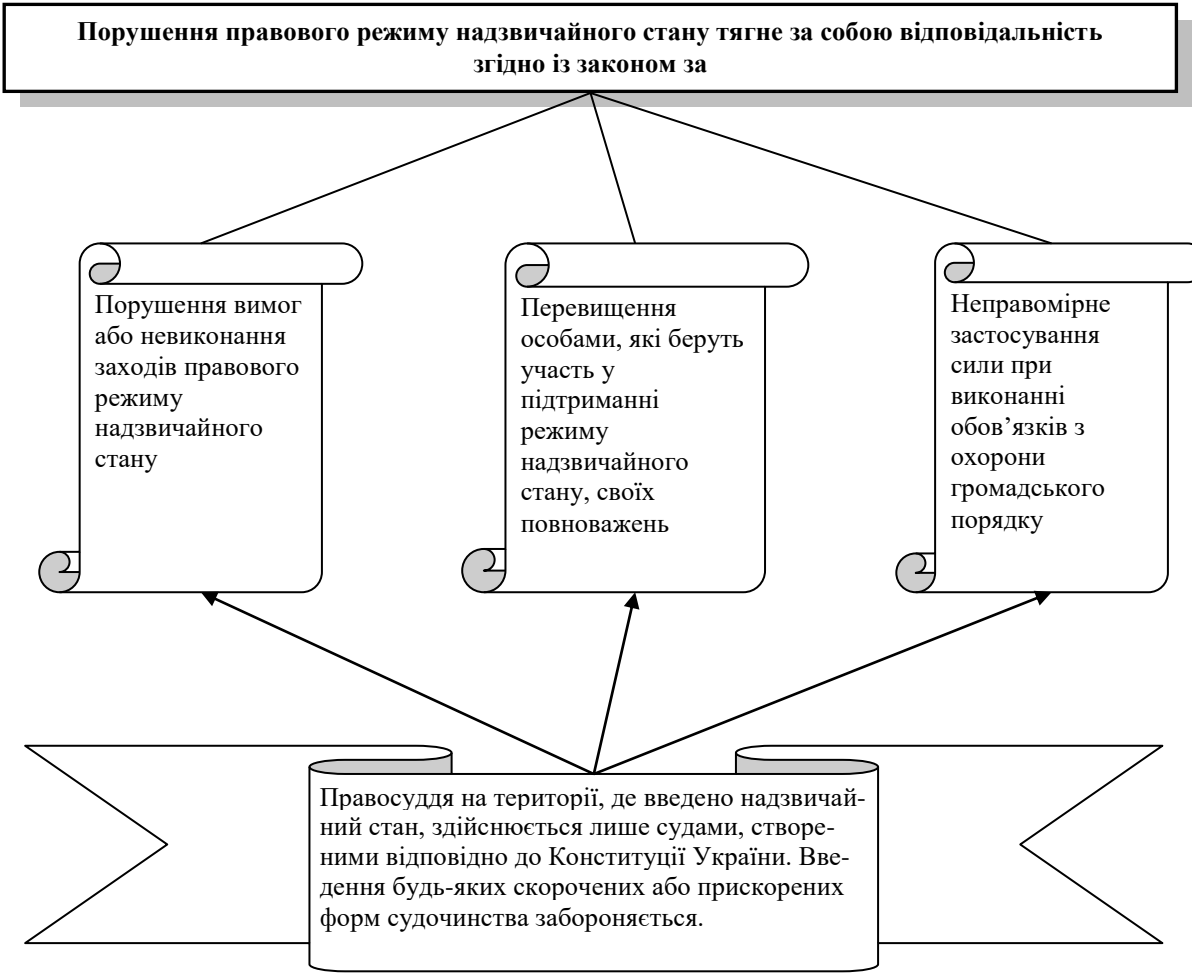 Порушення правового режиму надзвичайного стану тягне за собою відповідальність
згідно із законом за
Порушення вимог
або невиконання
заходів правового
режиму
надзвичайного
стану
Перевищення
особами, які беруть
участь у
підтриманні
режиму
надзвичайного
стану, своїх
повноважень
Неправомірне
застосування
сили при
виконанні
обов’язків з
охорони
громадського
порядку
Правосуддя на території, де введено надзвичай-
ний стан, здійснюється лише судами, створе-
ними відповідно до Конституції України. Вве-
дення будь-яких скорочених або прискорених
форм судочинства забороняється.